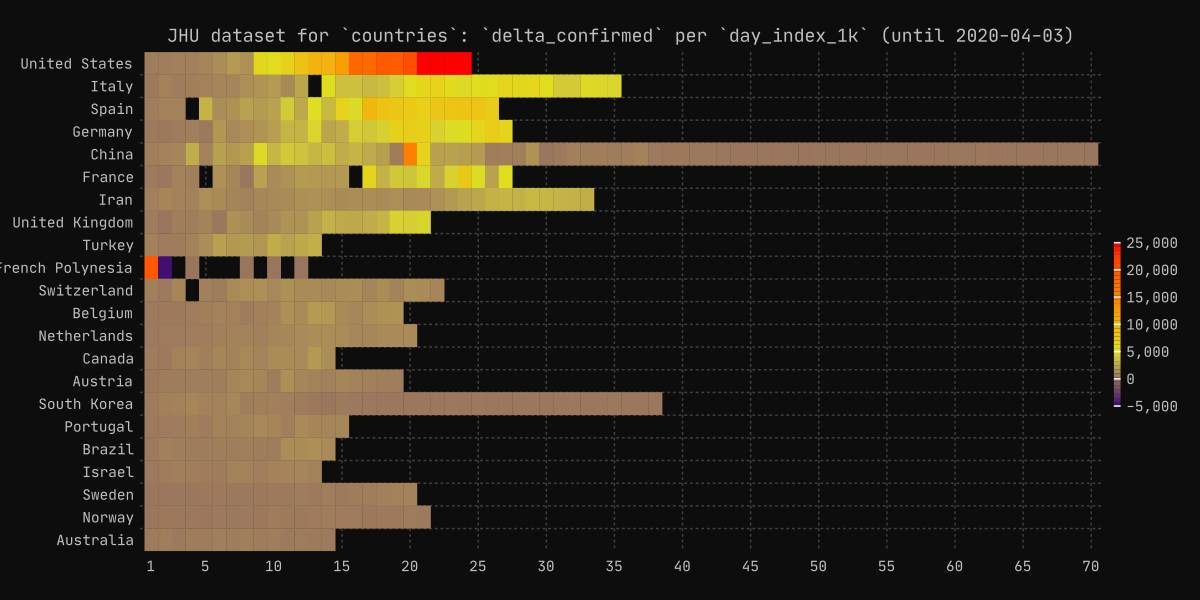 JHU dataset for `countries`: `delta_confirmed` per `day_index_1k` (until 2020-04-03)
United States
Italy
Spain
Germany
China
France
Iran
United Kingdom
Turkey
French Polynesia
Switzerland
Belgium
Netherlands
Canada
Austria
South Korea
Portugal
Brazil
Israel
Sweden
Norway
Australia
1 5 10 15 20 25 30 35 40 45 50 55 60 65 70
25,000
20,000
15,000
10,000
5,000
0
-5,000